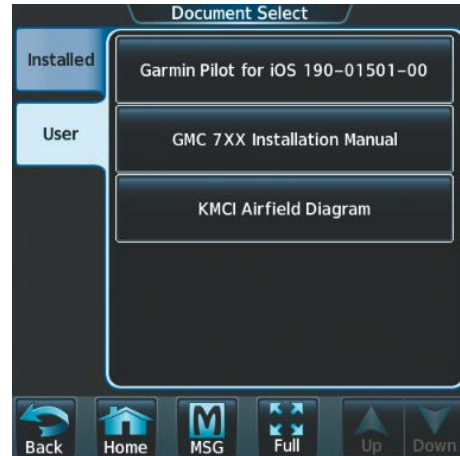 Document Select
Installed
Garmin Pilot for iOS 190-01501-00
User
GMC 7XX Installation Manual
KMCI Airfield Diagram
Back
Home
MSG
Full
Up
Down